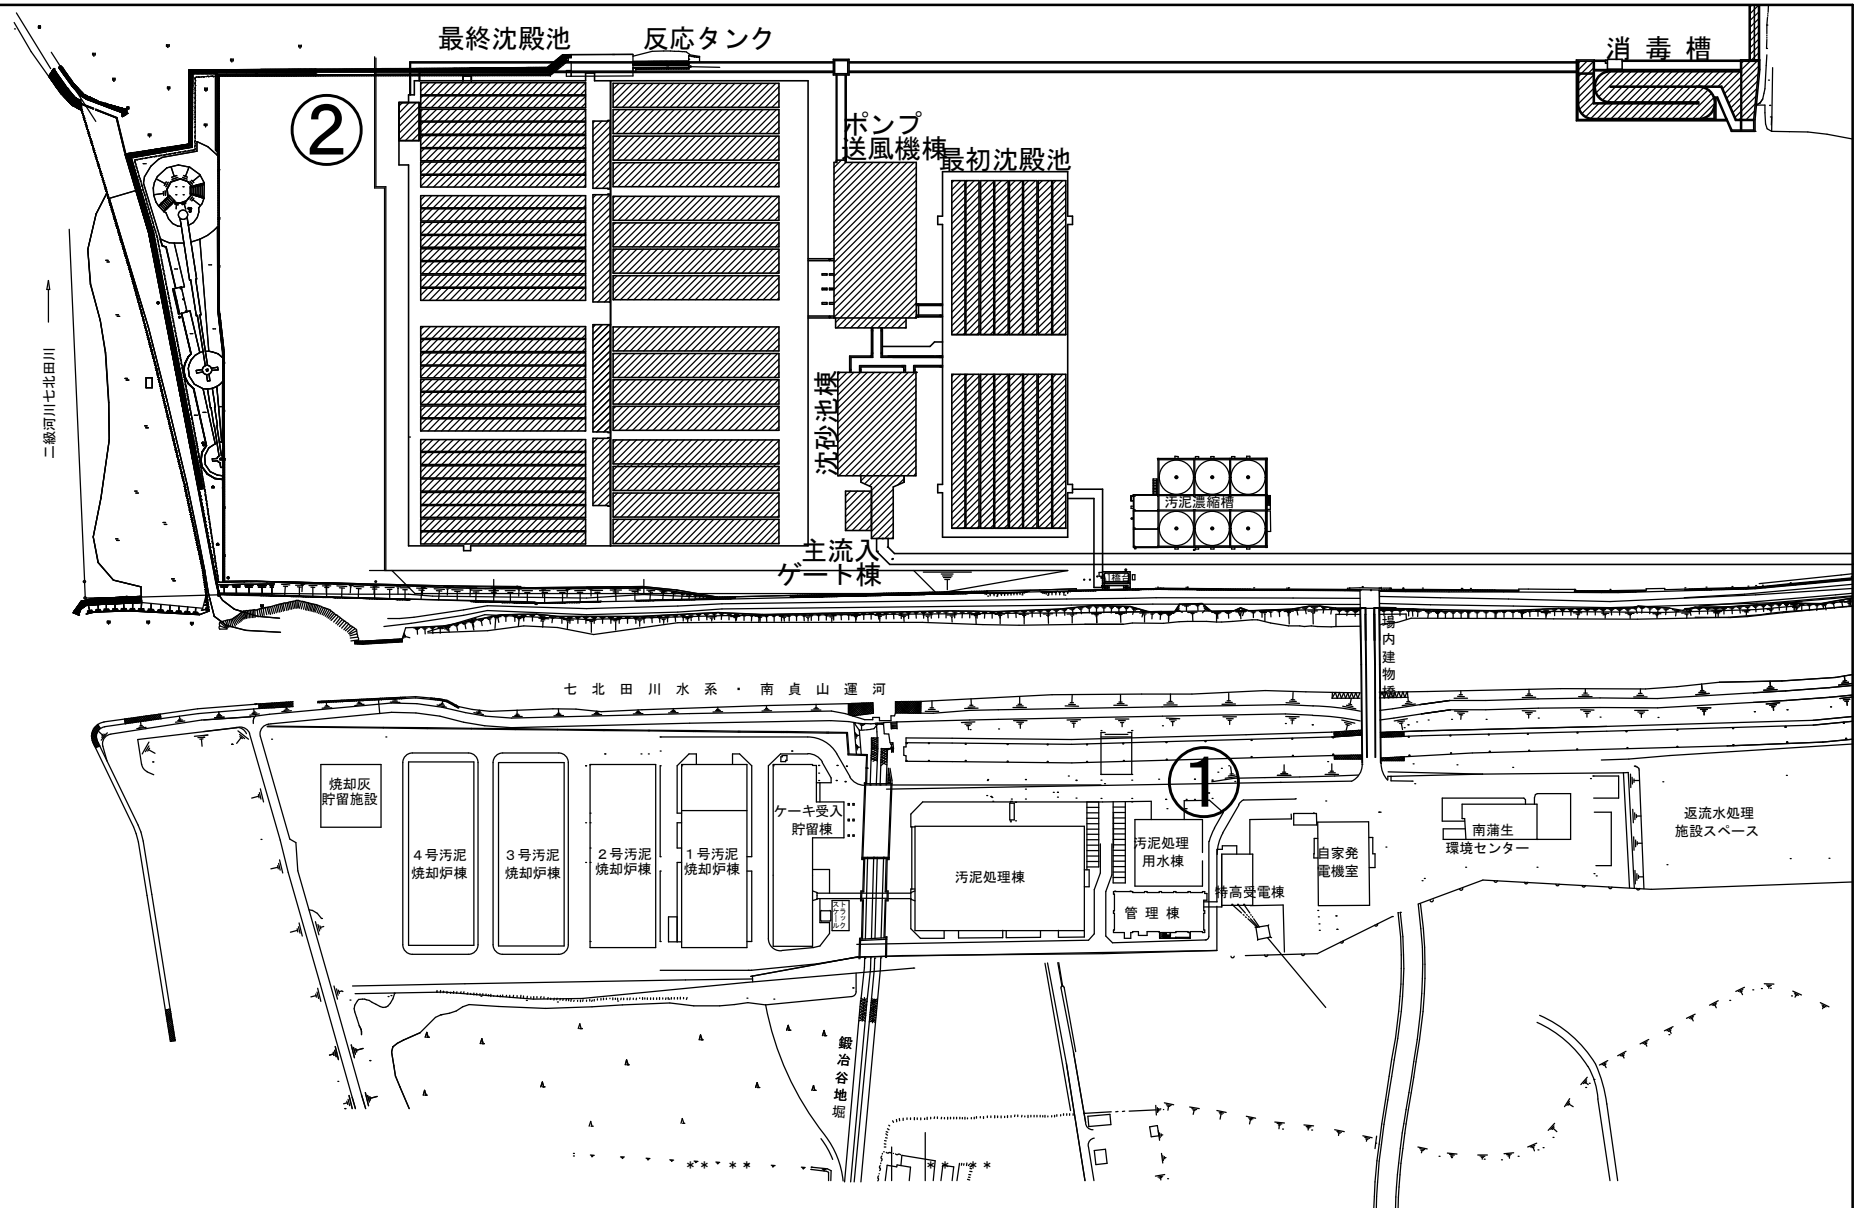 最終沈殿池
反応タンク
消毒槽
②
ポンプ
送風機棟
最初沈殿池
二級河川七北田川
沈砂池棟
汚泥濃縮槽
主流入
ゲート棟
場内建物橋
七北田川水系・南貞山運河
①
焼却灰
貯留施設
4号汚泥
焼却炉棟
3号汚泥
焼却炉棟
2号汚泥
焼却炉棟
1号汚泥
焼却炉棟
ケーキ受入
貯留棟
トラック
スケール
汚泥処理棟
汚泥処理
用水棟
管理棟
特高受電棟
自家発
電機室
南蒲生
環境センター
返流水処理
施設スペース
鍛冶谷地堀